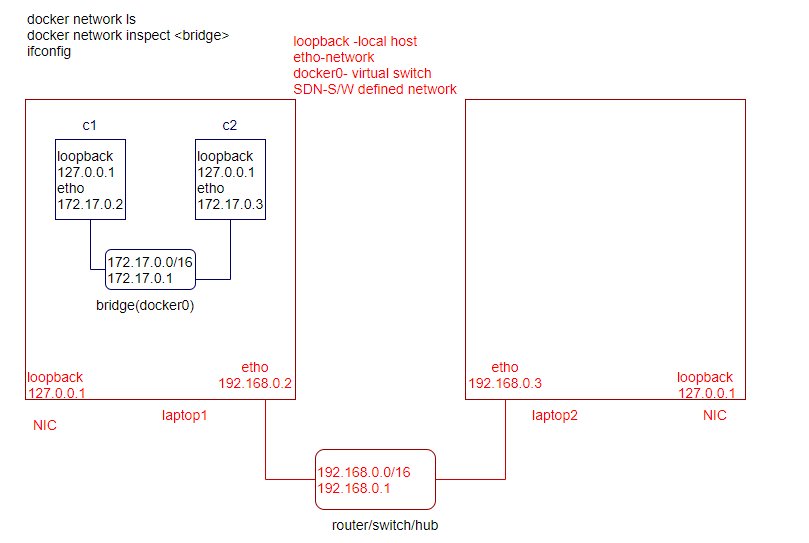 docker network ls
docker network inspect <bridge>
ifconfig
loopback -local host
etho-network
docker0- virtual switch
SDN-S/W defined network
c1
loopback
127.0.0.1
etho
172.17.0.2
c2
loopback
127.0.0.1
etho
172.17.0.3
172.17.0.0/16
172.17.0.1
bridge(docker0)
loopback
127.0.0.1
etho
192.168.0.2
NIC
laptop1
etho
192.168.0.3
loopback
127.0.0.1
laptop2
NIC
192.168.0.0/16
192.168.0.1
router/switch/hub